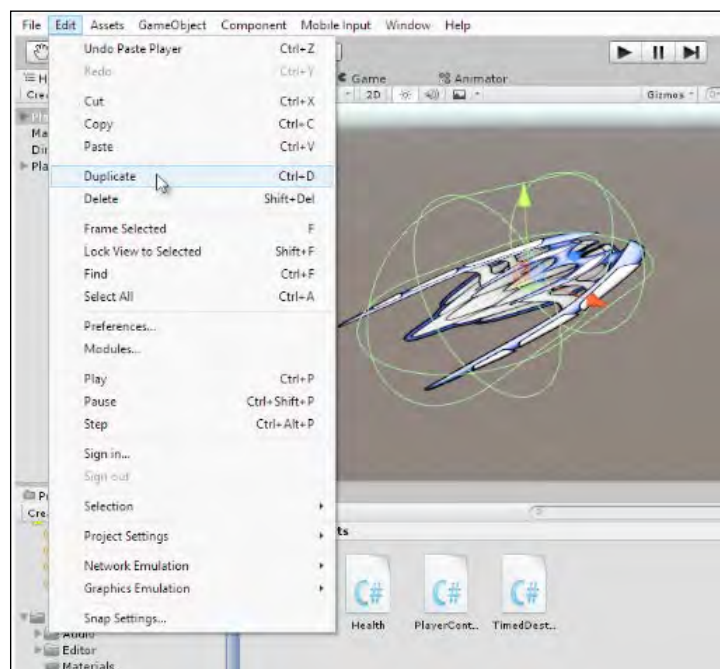 File Edit Assets GameObject Component Mobile Input Window Help
Undo Paste Player Ctrl+Z
Redo Ctrl+Y
Cut Ctrl+X
Copy Ctrl+C
Paste Ctrl+V
Duplicate Ctrl+D
Delete Shift+Del
Frame Selected F
Lock View to Selected Shift+F
Find Ctrl+F
Select All Ctrl+A
Preferences...
Modules...
Play Ctrl+P
Pause Ctrl+Shift+P
Step Ctrl+Alt+P
Sign in...
Sign out
Selection
Project Settings
Network Emulation
Graphics Emulation
Snap Settings...
Game Animator
2D Gizmos
Health PlayerCont... TimedDest...
Audio
Editor
Materials